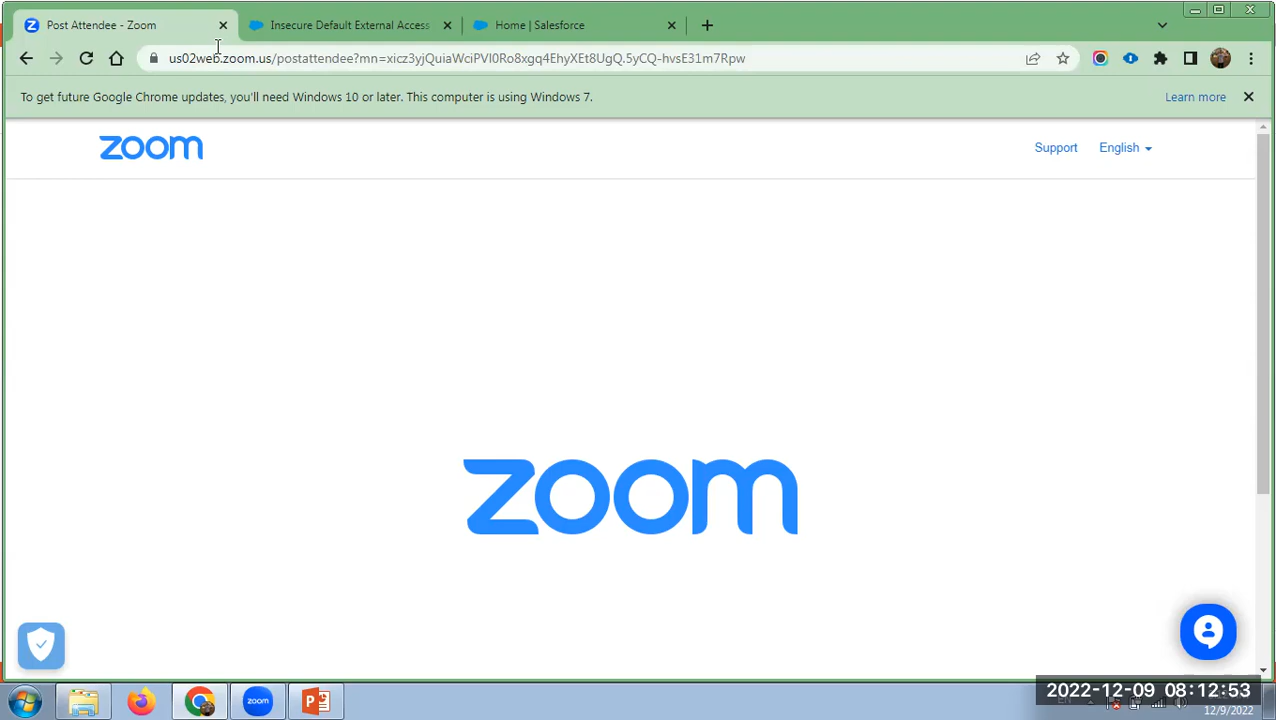 Post Attendee - Zoom
Insecure Default External Access
Home | Salesforce
us02web.zoom.us/postattendee?mn=xirz3yjQuiaWciPVI0Ro8xgq4EhyXEt8UgQ.5yCQ-hvsE31m7Rpw
To get future Google Chrome updates, you'll need Windows 10 or later. This computer is using Windows 7.
Learn more
zoom
Support
English
zoom
zoom
2022-12-09 08:12:53
12/9/2022